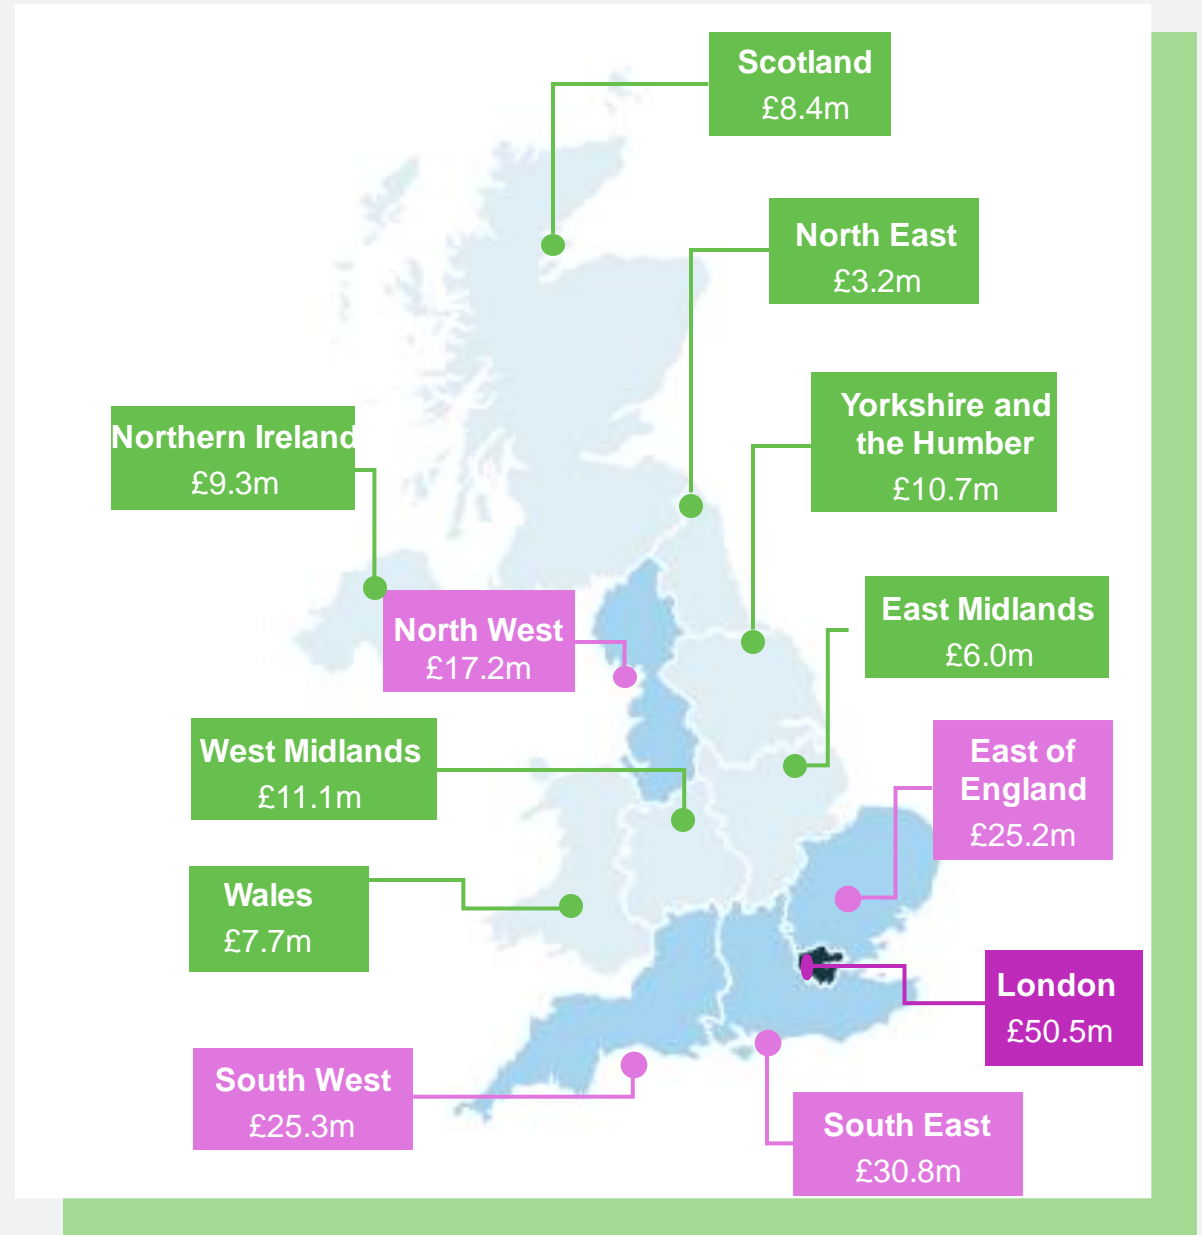 Scotland
£8.4m
North East
£3.2m
Yorkshire and
the Humber
£10.7m
Northern Ireland
£9.3m
North West
£17.2m
East Midlands
£6.0m
West Midlands
£11.1m
East of
England
£25.2m
Wales
£7.7m
London
£50.5m
South West
£25.3m
South East
£30.8m